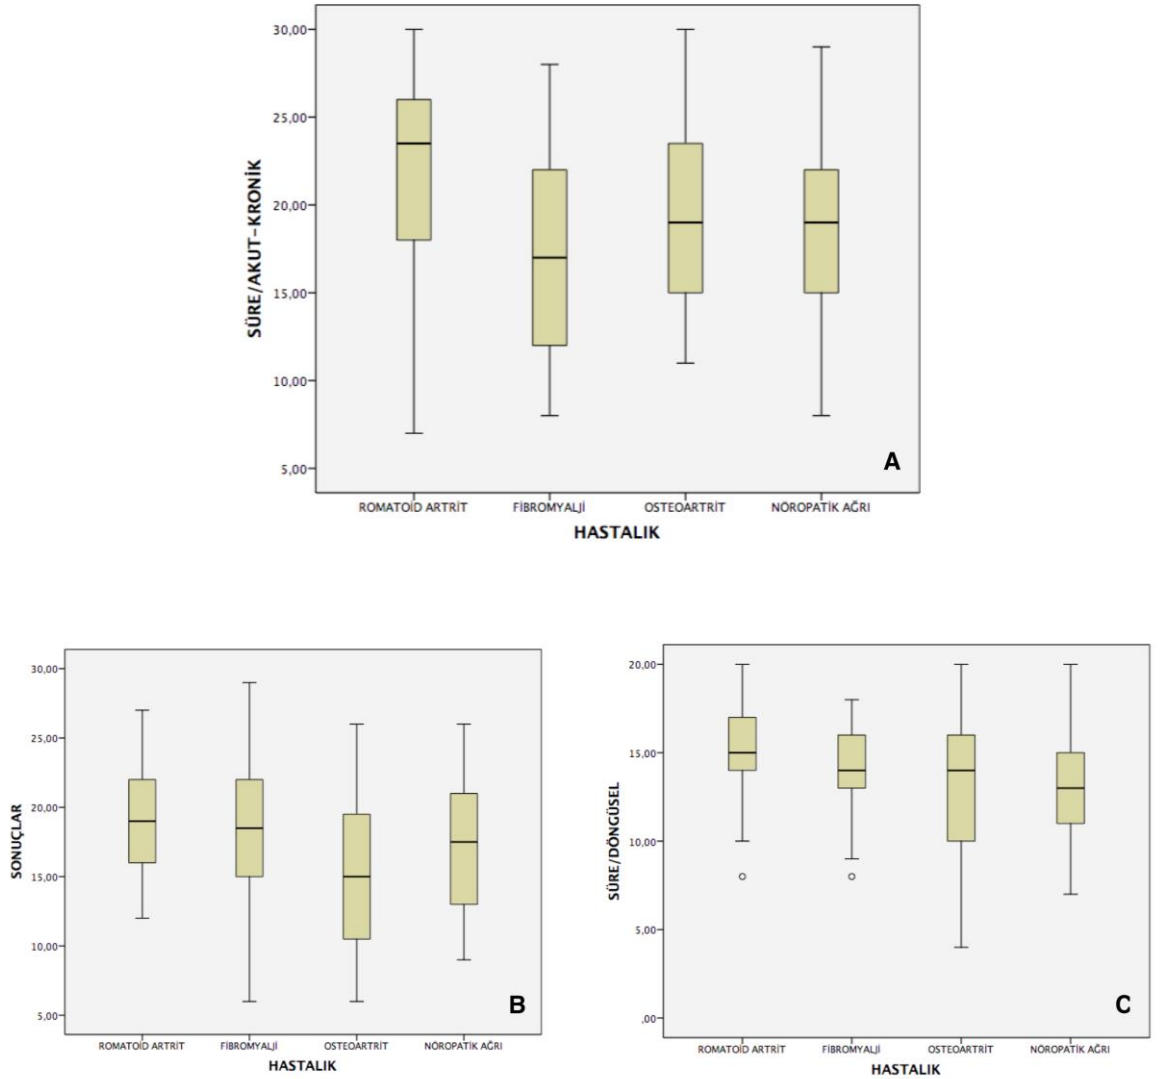 30,00
25,00
20,00
15,00
10,00
5,00
SÜRE/AKUT-KRONİK
A
ROMATOİD ARTRİT FİBROMYALJİ OSTEOARTRİT NÖROPATİK AĞRI
HASTALIK
30,00
25,00
20,00
15,00
10,00
5,00
SONUÇLAR
B
ROMATOİD ARTRİT FİBROMYALJİ OSTEOARTRİT NÖROPATİK AĞRI
HASTALIK
20,00
15,00
10,00
5,00
,00
SÜRE/DÖNGÜSEL
C
ROMATOİD ARTRİT FİBROMYALJİ OSTEOARTRİT NÖROPATİK AĞRI
HASTALIK